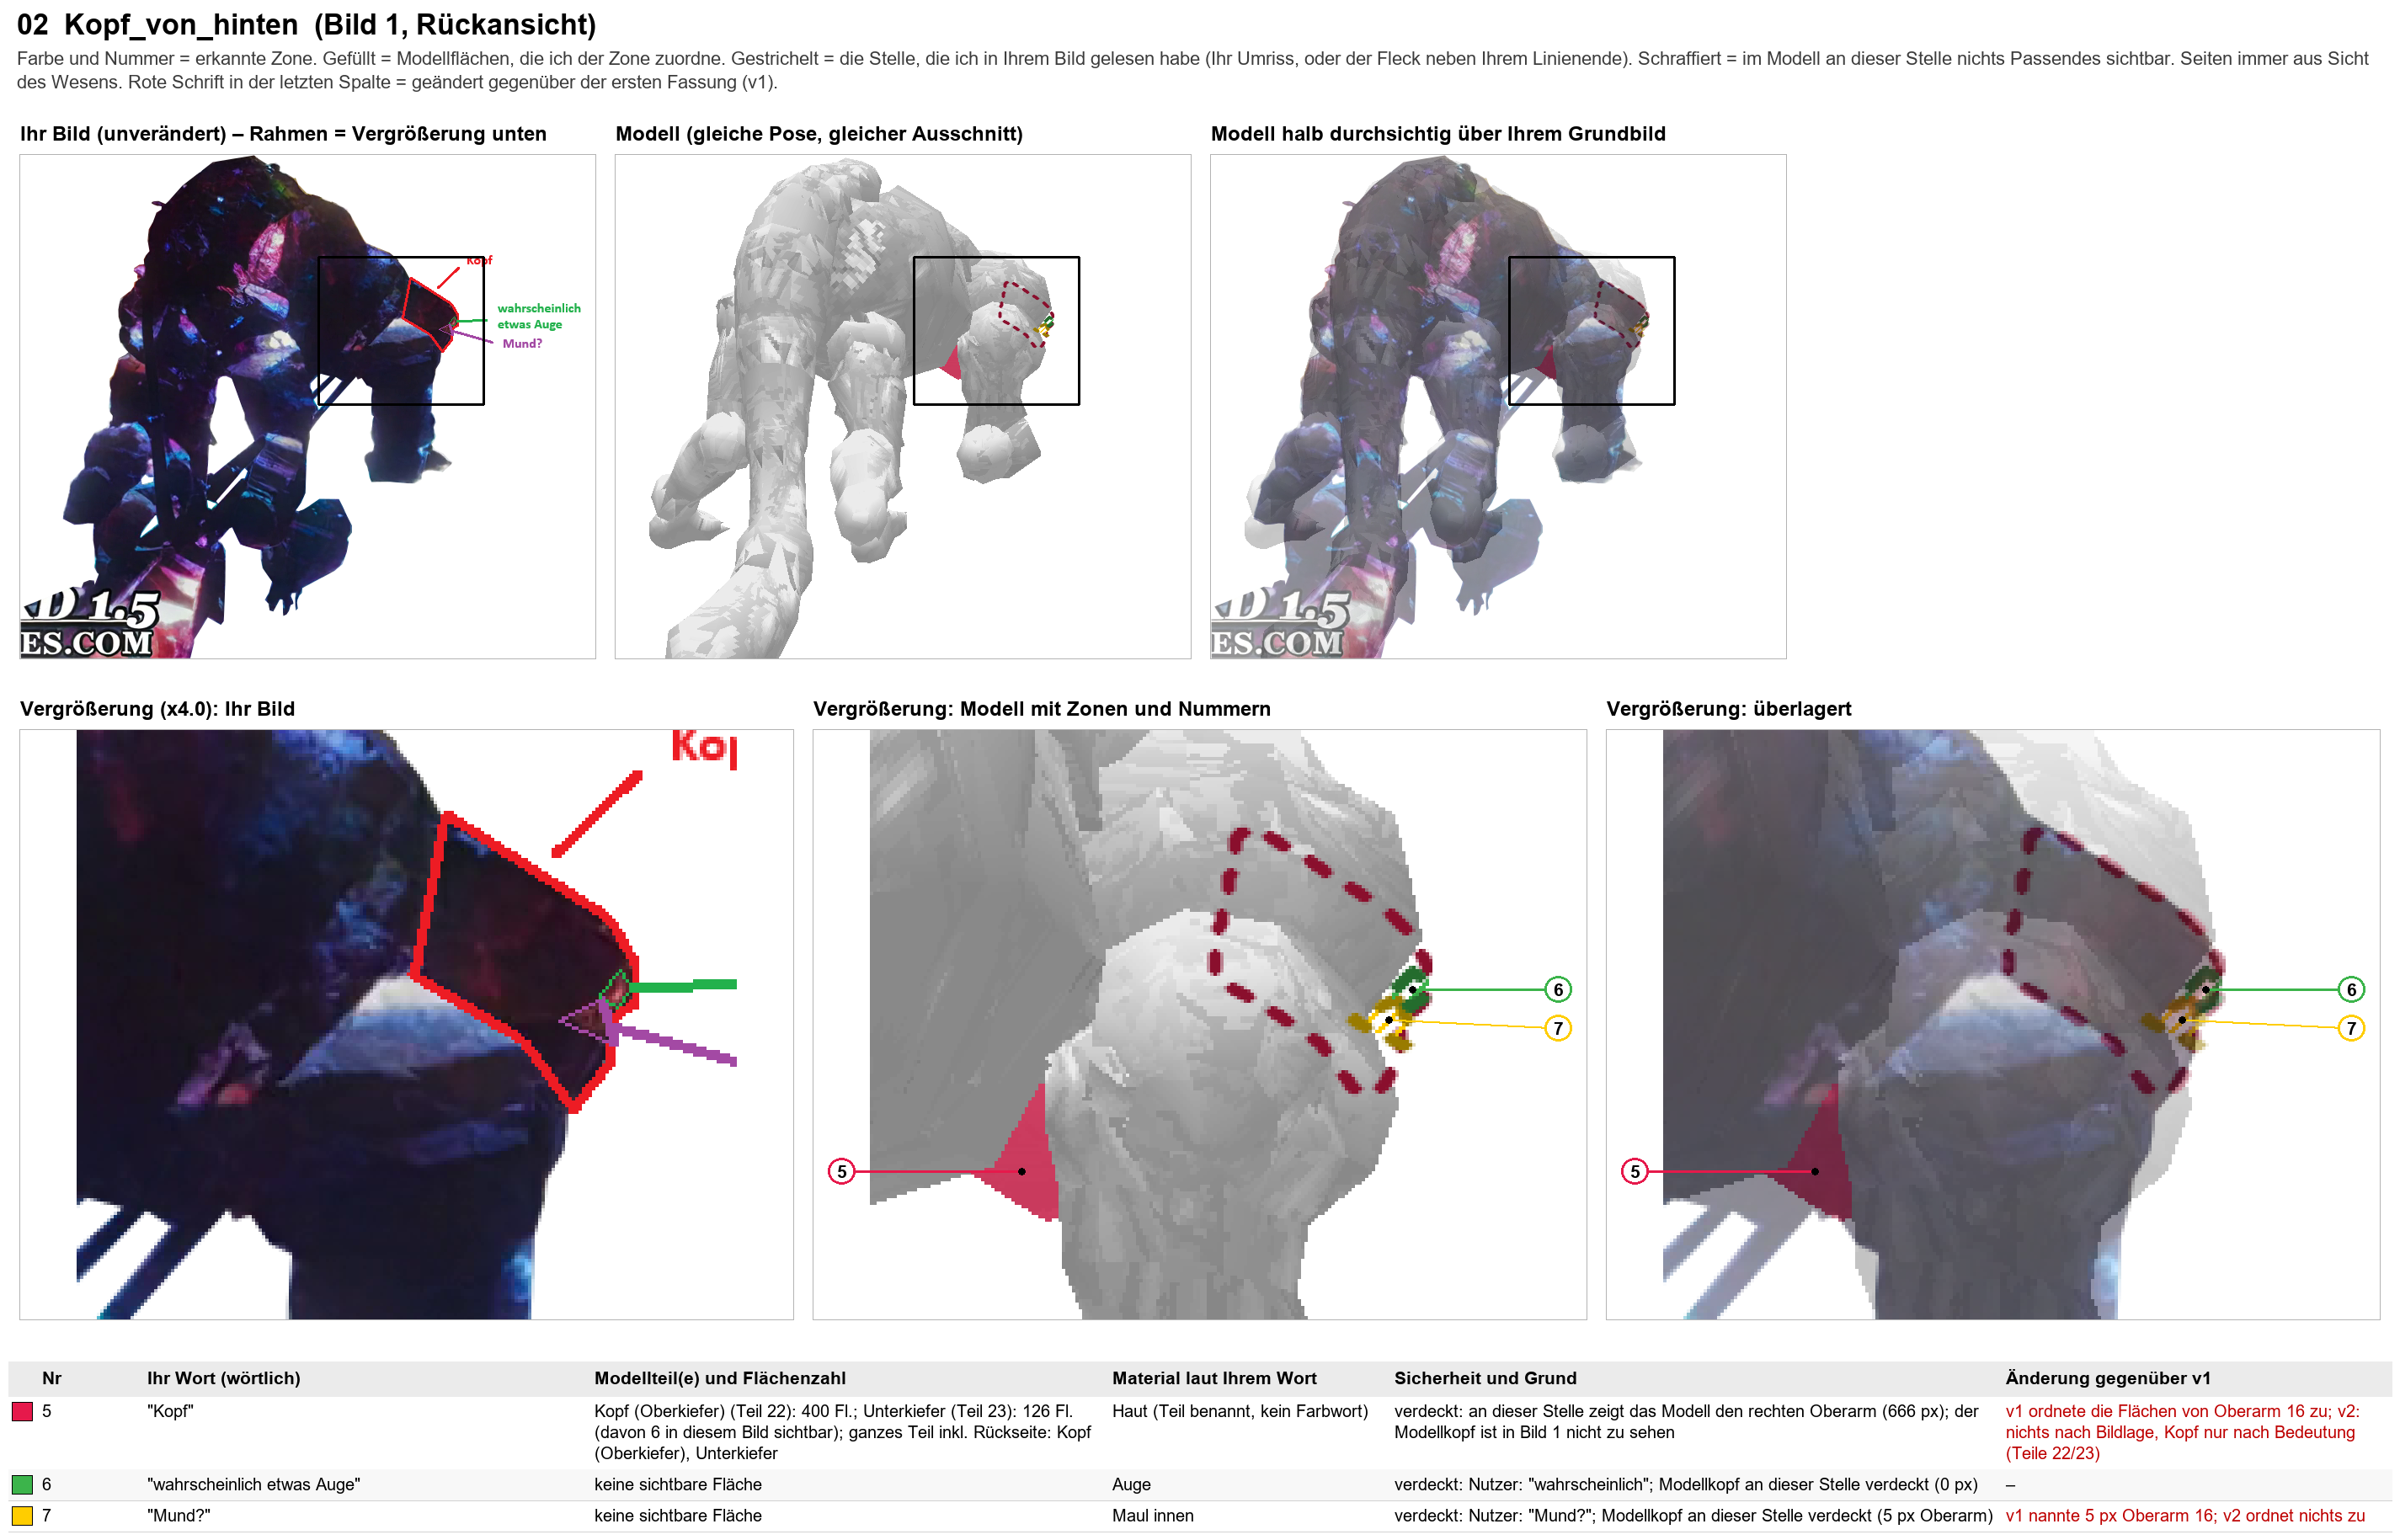 02 Kopf_von_hinten (Bild 1, Rückansicht)
Farbe und Nummer = erkannte Zone. Gefüllt = Modellflächen, die ich der Zone zuordne. Gestrichelt = die Stelle, die ich in Ihrem Bild gelesen habe (Ihr Umriss, oder der Fleck neben Ihrem Linienende). Schraffiert = im Modell an dieser Stelle nichts Passendes sichtbar. Seiten immer aus Sicht
des Wesens. Rote Schrift in der letzten Spalte = geändert gegenüber der ersten Fassung (v1).
Ihr Bild (unverändert) – Rahmen = Vergrößerung unten
Modell (gleiche Pose, gleicher Ausschnitt)
Modell halb durchsichtig über Ihrem Grundbild
Kopf
wahrscheinlich
etwas Auge
Mund?
D 1.5
ES.COM
D 1.5
ES.COM
Vergrößerung (x4.0): Ihr Bild
Vergrößerung: Modell mit Zonen und Nummern
Vergrößerung: überlagert
Ko
6
7
5
6
7
5
Nr Ihr Wort (wörtlich) Modellteil(e) und Flächenzahl Material laut Ihrem Wort Sicherheit und Grund Änderung gegenüber v1
5 "Kopf" Kopf (Oberkiefer) (Teil 22): 400 Fl.; Unterkiefer (Teil 23): 126 Fl. Haut (Teil benannt, kein Farbwort) verdeckt: an dieser Stelle zeigt das Modell den rechten Oberarm (666 px); der v1 ordnete die Flächen von Oberarm 16 zu; v2:
(davon 6 in diesem Bild sichtbar); ganzes Teil inkl. Rückseite: Kopf Modellkopf ist in Bild 1 nicht zu sehen nichts nach Bildlage, Kopf nur nach Bedeutung
(Oberkiefer), Unterkiefer (Teile 22/23)
6 "wahrscheinlich etwas Auge" keine sichtbare Fläche Auge verdeckt: Nutzer: "wahrscheinlich"; Modellkopf an dieser Stelle verdeckt (0 px) –
7 "Mund?" keine sichtbare Fläche Maul innen verdeckt: Nutzer: "Mund?"; Modellkopf an dieser Stelle verdeckt (5 px Oberarm) v1 nannte 5 px Oberarm 16; v2 ordnet nichts zu